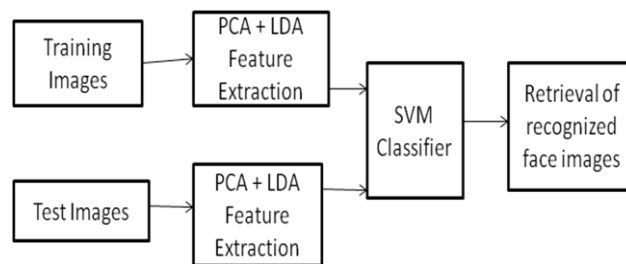 Training
Images
PCA + LDA
Feature
Extraction
SVM
Classifier
Retrieval of
recognized
face images
Test Images
PCA + LDA
Feature
Extraction